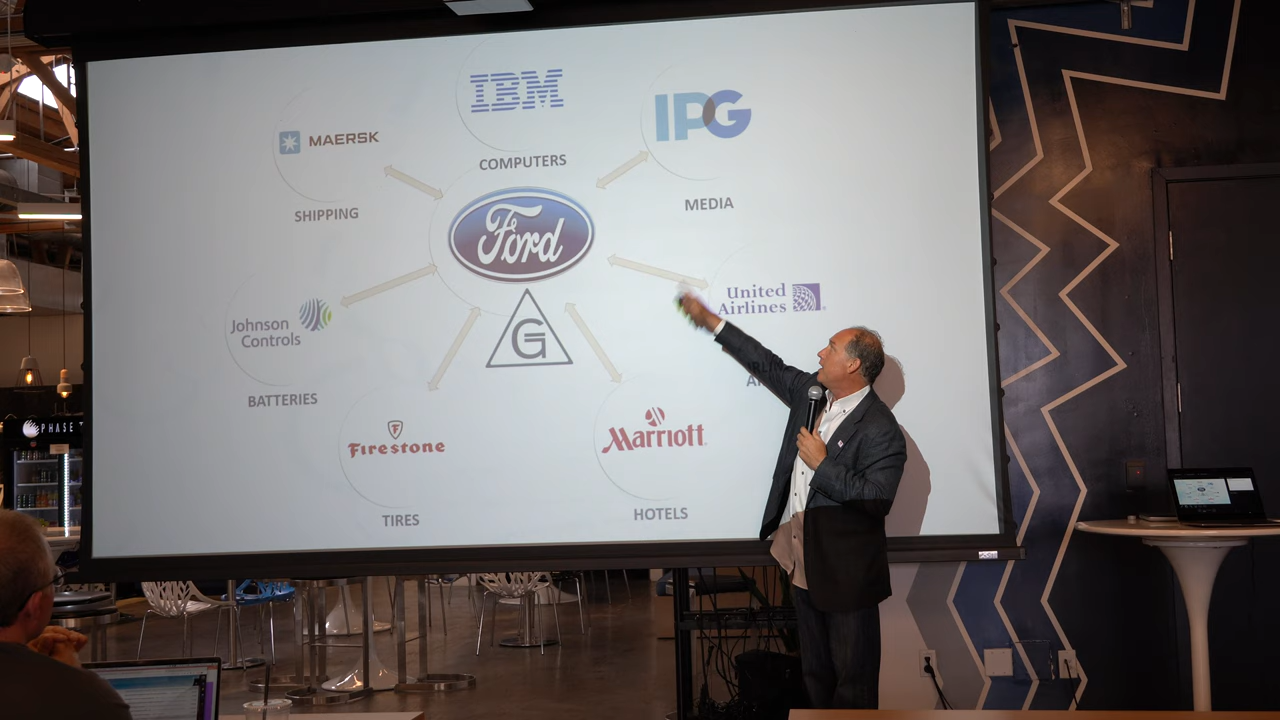 IBM
COMPUTERS
MAERSK
SHIPPING
IPG
MEDIA
Ford
United
Airlines
Johnson
Controls
BATTERIES
G
F
Firestone
TIRES
Marriott
HOTELS
PHASE